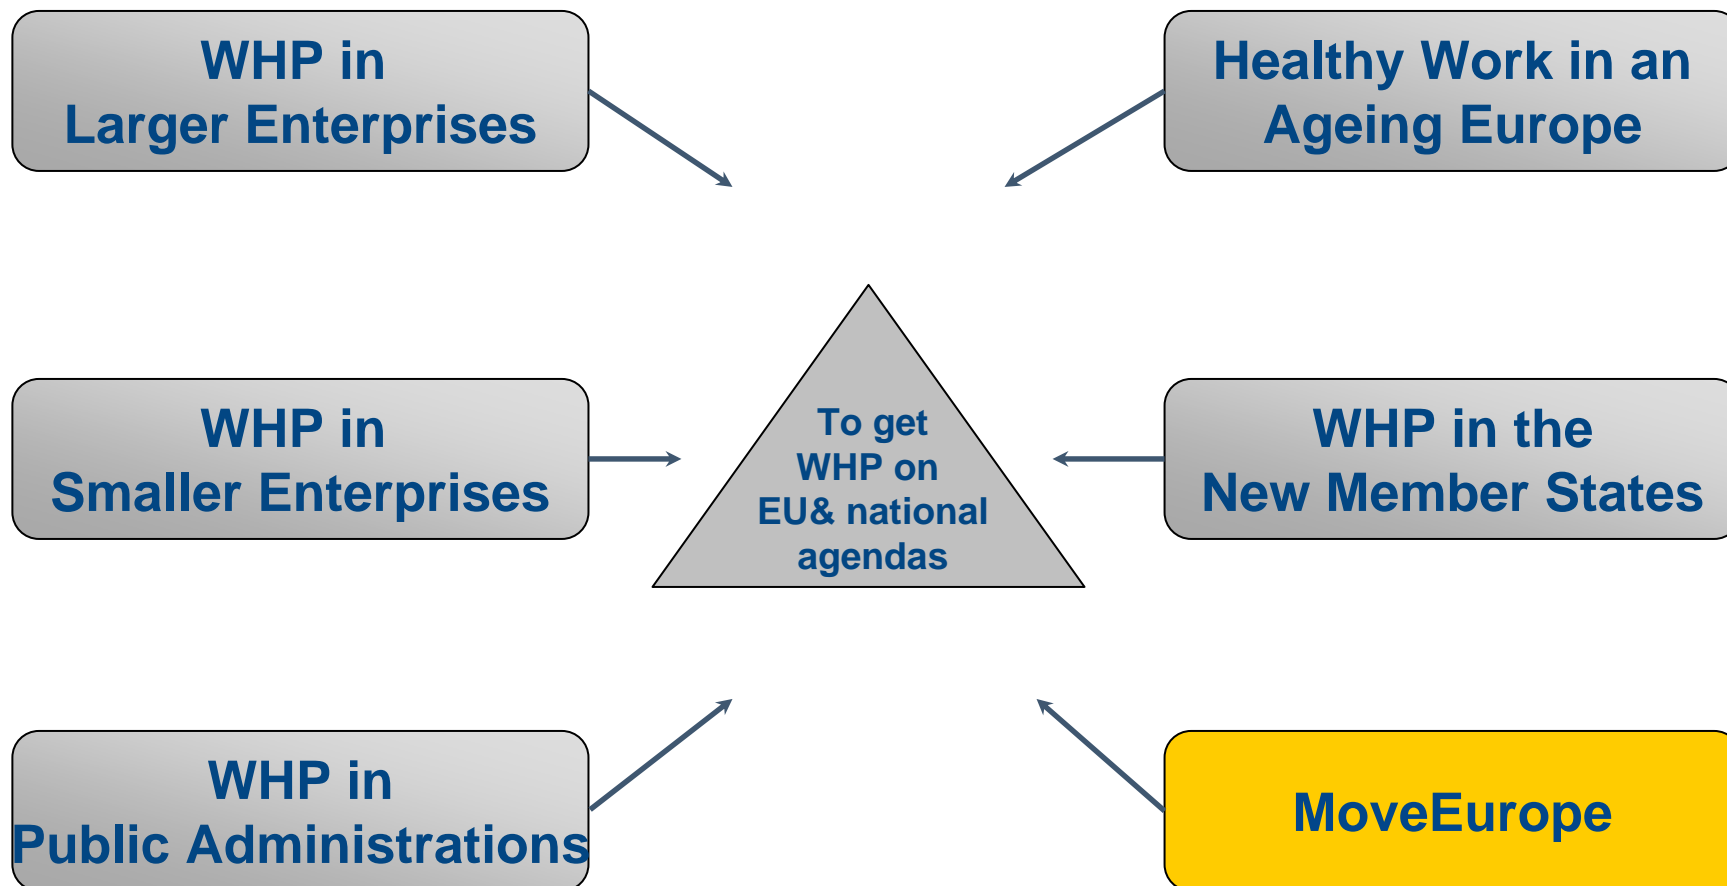 WHP in
Larger Enterprises
Healthy Work in an
Ageing Europe
WHP in
Smaller Enterprises
To get
WHP on
EU& national
agendas
WHP in the
New Member States
WHP in
Public Administrations
MoveEurope